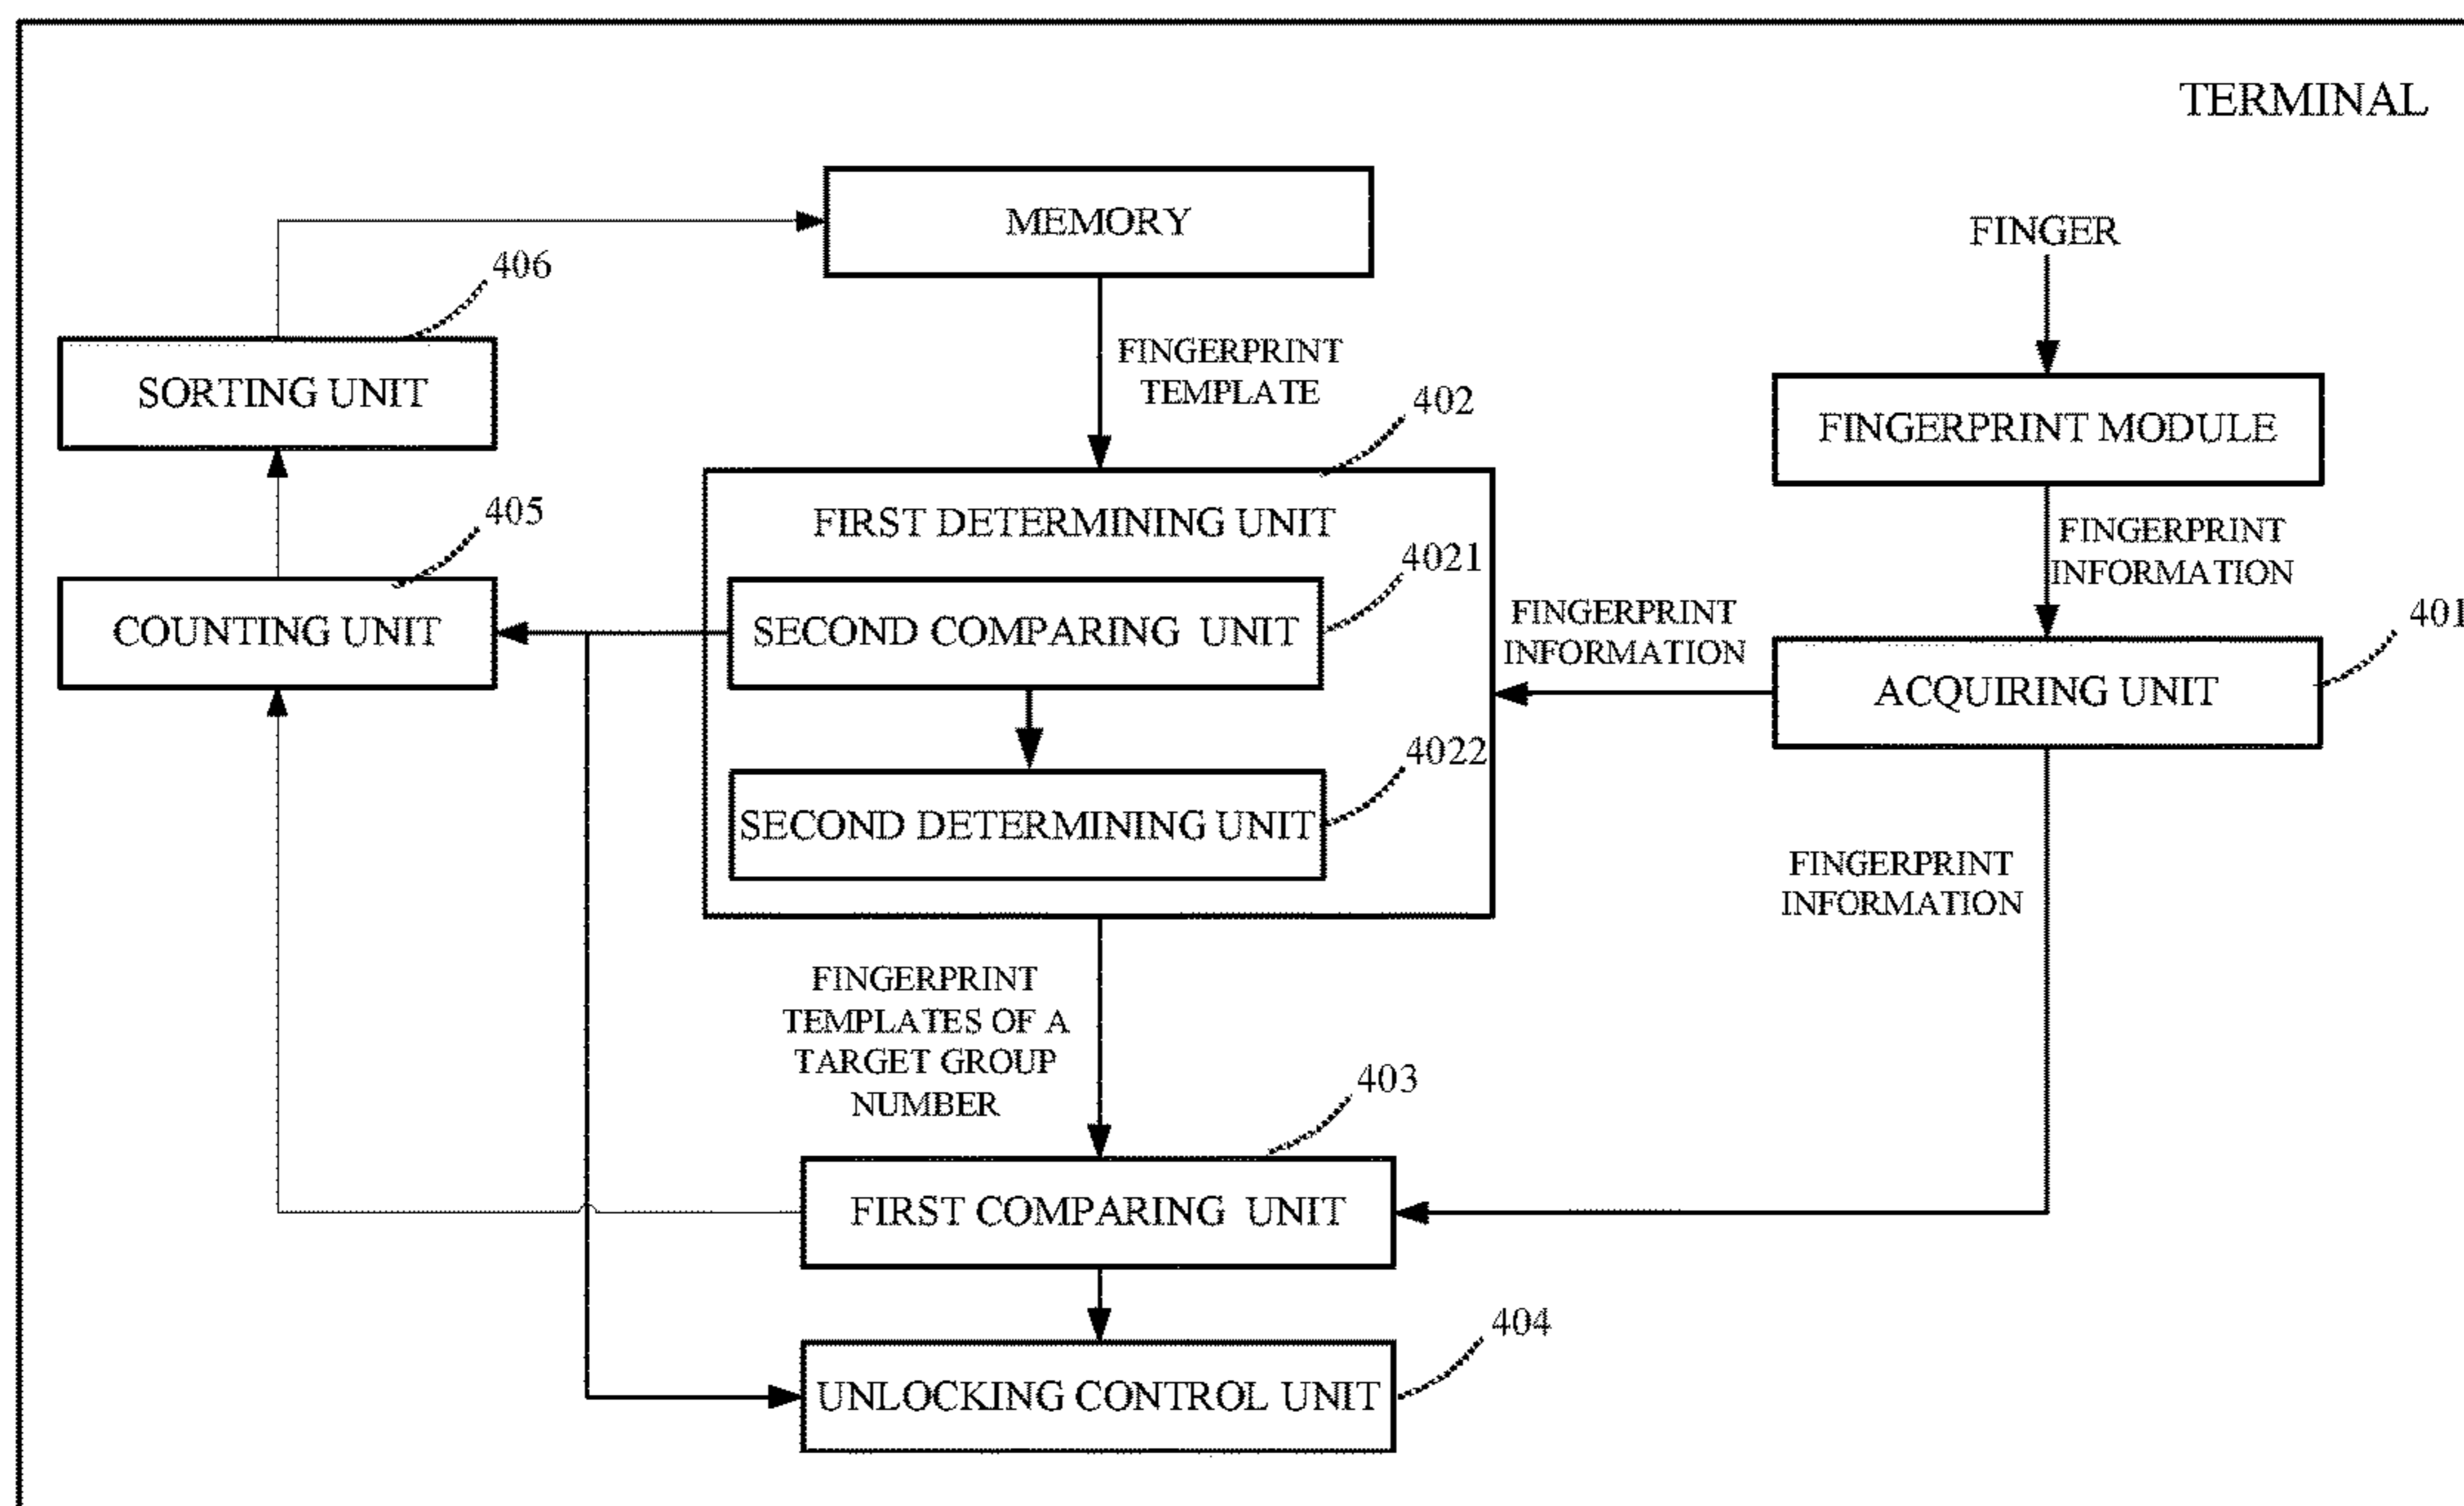 TERMINAL
MEMORY
FINGER
406
FINGERPRINT
TEMPLATE
SORTING UNIT
402
FINGERPRINT MODULE
405
FIRST DETERMINING UNIT
FINGERPRINT
INFORMATION
4021
COUNTING UNIT
SECOND COMPARING UNIT
FINGERPRINT
INFORMATION
401
ACQUIRING UNIT
4022
SECOND DETERMINING UNIT
FINGERPRINT
INFORMATION
FINGERPRINT
TEMPLATES OF A
TARGET GROUP
NUMBER
403
FIRST COMPARING UNIT
404
UNLOCKING CONTROL UNIT